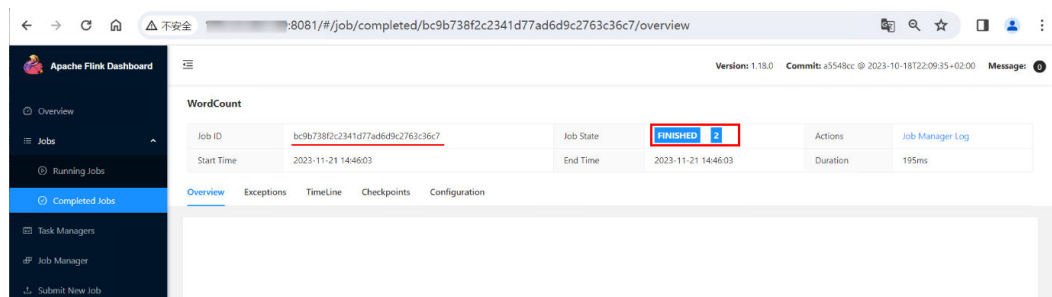 不安全 :8081/#/job/completed/bc9b738f2c2341d77ad6d9c2763c36c7/overview
Apache Flink Dashboard
Version: 1.18.0 Commit: a5548cc @ 2023-10-18T22:09:35+02:00 Message: 0
Overview
Jobs
Running Jobs
Completed Jobs
Task Managers
Job Manager
Submit New Job
WordCount
Job ID bc9b738f2c2341d77ad6d9c2763c36c7 Job State FINISHED 2 Actions Job Manager Log
Start Time 2023-11-21 14:46:03 End Time 2023-11-21 14:46:03 Duration 195ms
Overview Exceptions TimeLine Checkpoints Configuration